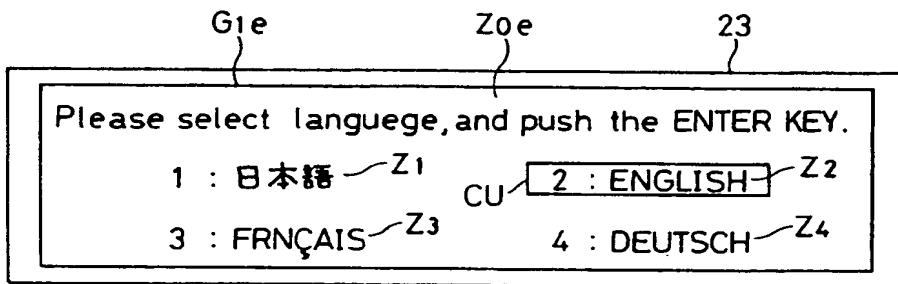 G1e Z0e 23
Please select languege, and push the ENTER KEY.
1 : 日本語 Z1 CU 2 : ENGLISH Z2
3 : FRNÇAIS Z3 4 : DEUTSCH Z4